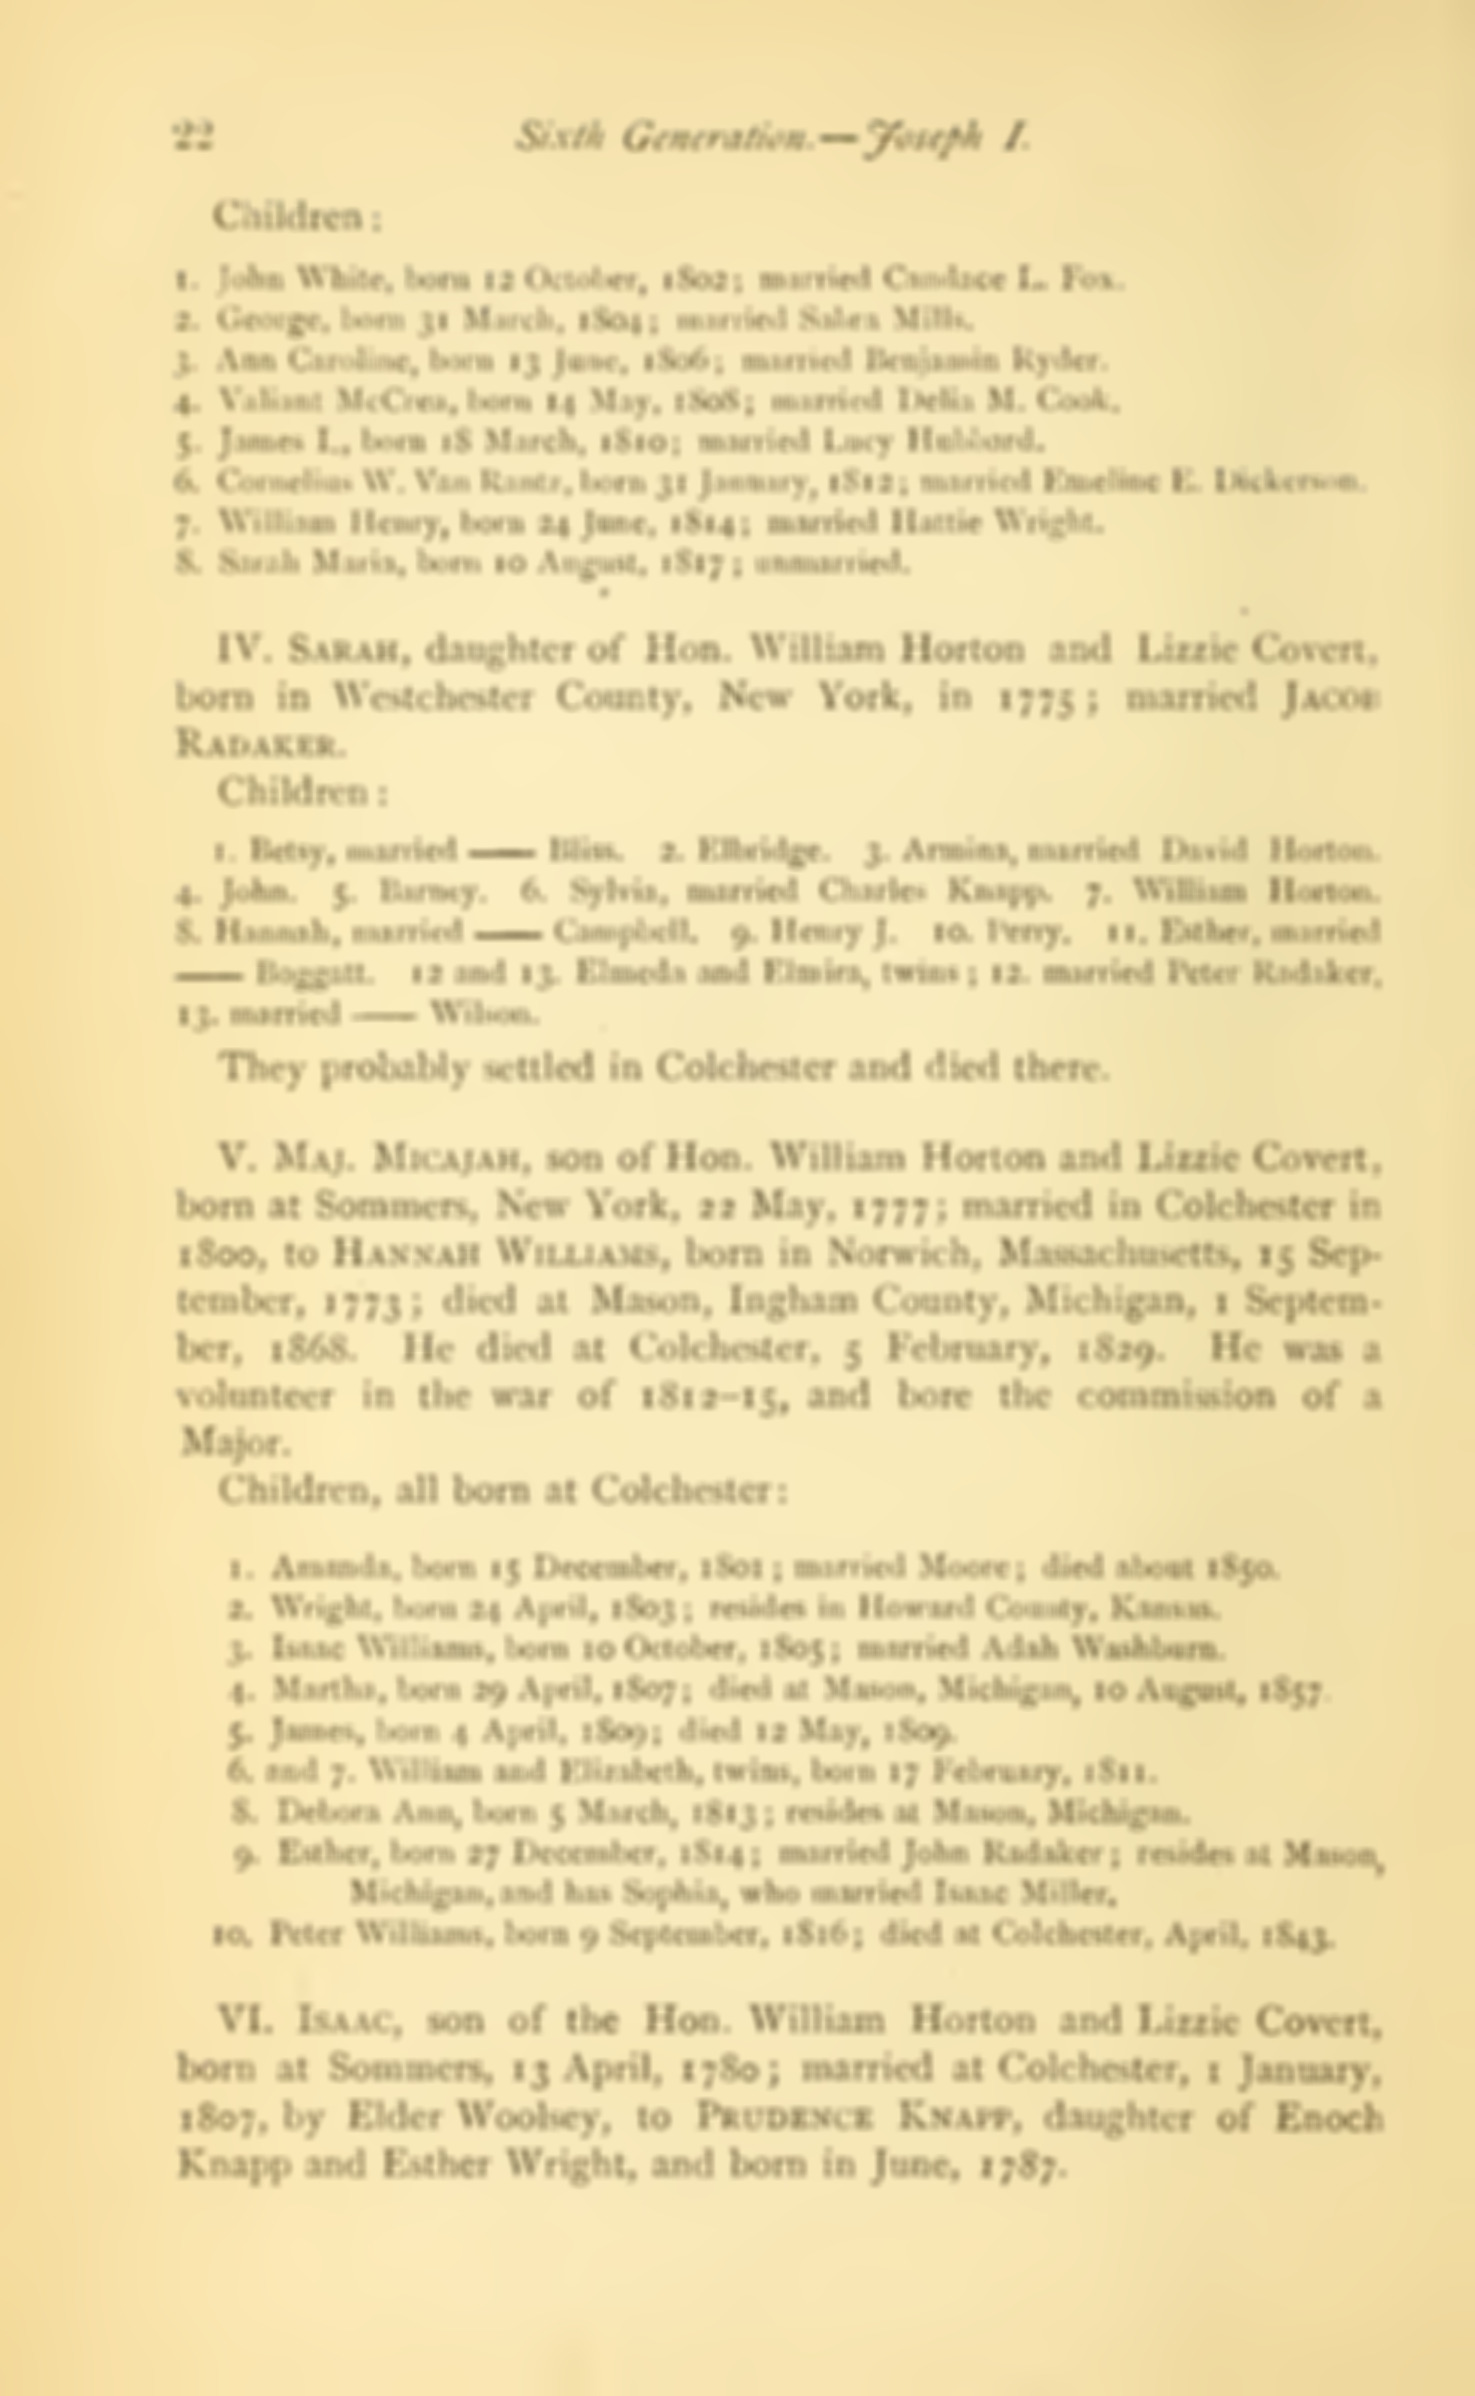 22 Sixth Generation.—Joseph I.
Children:
1. John White, born 12 October, 1802; married Candace L. Fox.
2. George, born 31 March, 1804; married Mills.
3. Ann Caroline, born 13 June, 1806; married Benjamin Ryder.
4. Valiant McCrea, born 14 May, 1808; married Delia M. Cook.
5. James I., born 18 March, 1810; married Lucy Hubbard.
6. Cornelius W. Van Rantz, born 31 January, 1812; married Emeline E. Dickerson.
7. William Henry, born 24 June, 1814; married Hattie Wright.
8. Sarah Maria, born 10 August, 1817; unmarried.
IV. SARAH, daughter of Hon. William Horton and Lizzie Covert,
born in Westchester County, New York, in 1775; married JACOB
RADAKER.
Children:
1. Betsy, married —— Bliss. 2. Elbridge. 3. Armina, married David Horton.
4. John. 5. Barney. 6. Sylvia, married Charles Knapp. 7. William Horton.
8. Hannah, married —— Campbell. 9. Henry J. 10. Perry. 11. Esther, married
—— Boggatt. 12 and 13. Elmeda and Elmira, twins; 12. married Peter Radaker,
13. married —— Wilson.
They probably settled in Colchester and died there.
V. MAJ. MICAJAH, son of Hon. William Horton and Lizzie Covert,
born at Sommers, New York, 22 May, 1777; married in Colchester in
1800, to HANNAH WILLIAMS, born in Norwich, Massachusetts, 15 Sep-
tember, 1773; died at Mason, Ingham County, Michigan, 1 Septem-
ber, 1868. He died at Colchester, 5 February, 1829. He was a
volunteer in the war of 1812–15, and bore the commission of a
Major.
Children, all born at Colchester:
1. Amanda, born 15 December, 1801; married Moore; died about 1850.
2. Wright, born 24 April, 1803; resides in Howard County, Kansas.
3. Isaac Williams, born 10 October, 1805; married Adah Washburn.
4. Martha, born 29 April, 1807; died at Mason, Michigan, 10 August, 1857.
5. James, born 4 April, 1809; died 12 May, 1809.
6. and 7. William and Elizabeth, twins, born 17 February, 1811.
8. Debora Ann, born 5 March, 1813; resides at Mason, Michigan.
9. Esther, born 27 December, 1814; married John Radaker; resides at Mason,
Michigan, and has Sophia, who married Isaac Miller.
10. Peter Williams, born 9 September, 1816; died at Colchester, April, 1843.
VI. ISAAC, son of the Hon. William Horton and Lizzie Covert,
born at Sommers, 13 April, 1780; married at Colchester, 1 January,
1807, by Elder Woolsey, to PRUDENCE KNAPP, daughter of Enoch
Knapp and Esther Wright, and born in June, 1787.